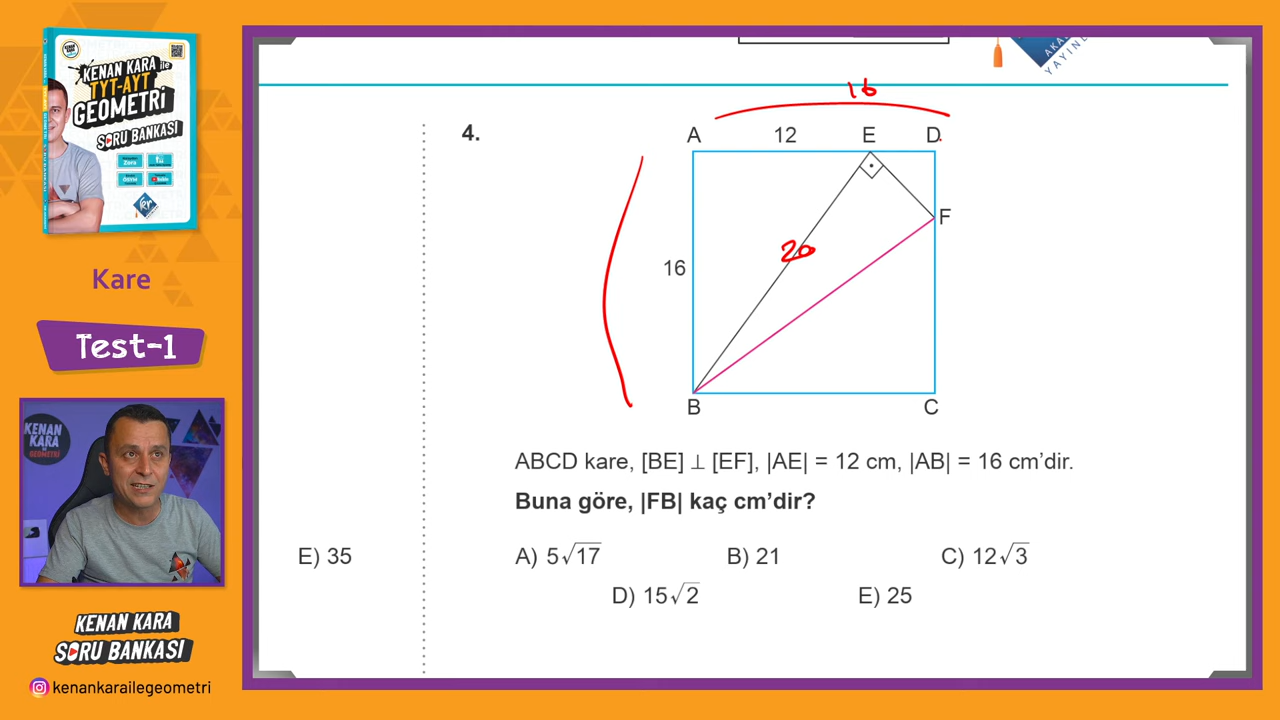 KENAN KARA ile
TYT-AYT
GEOMETRİ
SORU BANKASI
Kare
Test-1
KENAN
KARA
GEOMETRİ
KENAN KARA
SORU BANKASI
kenankarailegeometri
YAYINL
E) 35
4.
16
A 12 E D
F
20
16
B C
ABCD kare, [BE] ⊥ [EF], |AE| = 12 cm, |AB| = 16 cm’dir.
Buna göre, |FB| kaç cm’dir?
A) 5√17 B) 21 C) 12√3
D) 15√2 E) 25